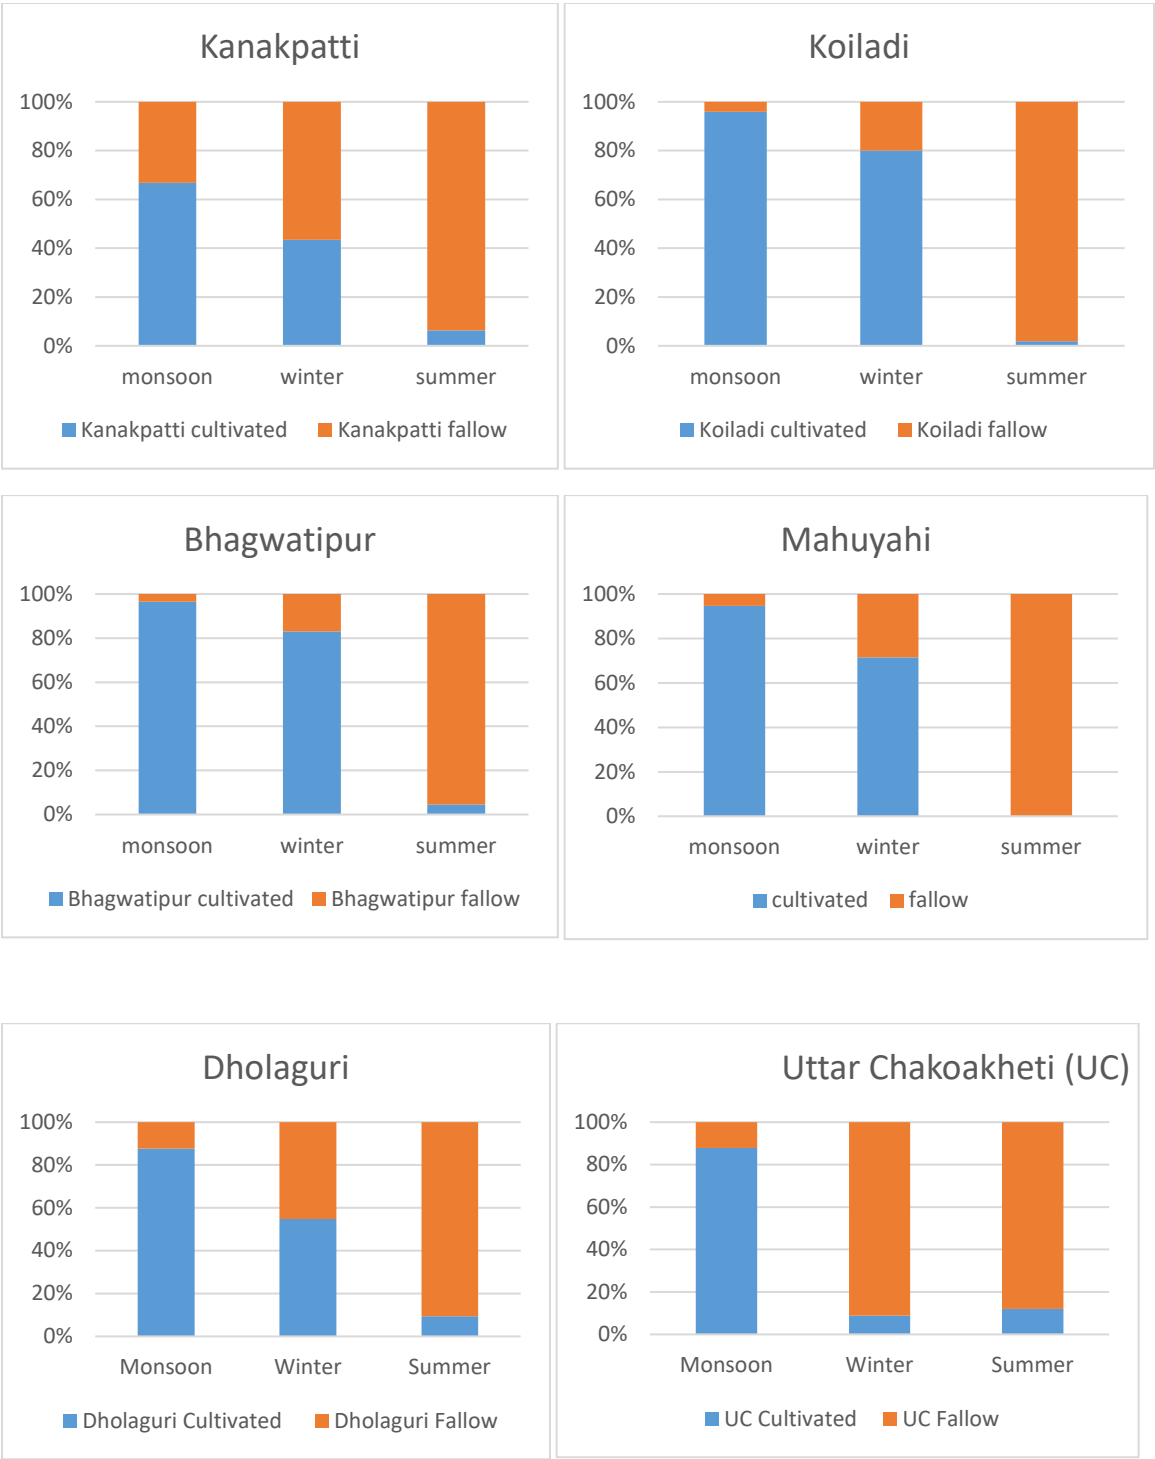 Kanakpatti
100%
80%
60%
40%
20%
0%
monsoon winter summer
Kanakpatti cultivated Kanakpatti fallow
Koiladi
100%
80%
60%
40%
20%
0%
monsoon winter summer
Koiladi cultivated Koiladi fallow
Bhagwatipur
100%
80%
60%
40%
20%
0%
monsoon winter summer
Bhagwatipur cultivated Bhagwatipur fallow
Mahuyahi
100%
80%
60%
40%
20%
0%
monsoon winter summer
cultivated fallow
Dholaguri
100%
80%
60%
40%
20%
0%
Monsoon Winter Summer
Dholaguri Cultivated Dholaguri Fallow
Uttar Chakoakheti (UC)
100%
80%
60%
40%
20%
0%
Monsoon Winter Summer
UC Cultivated UC Fallow